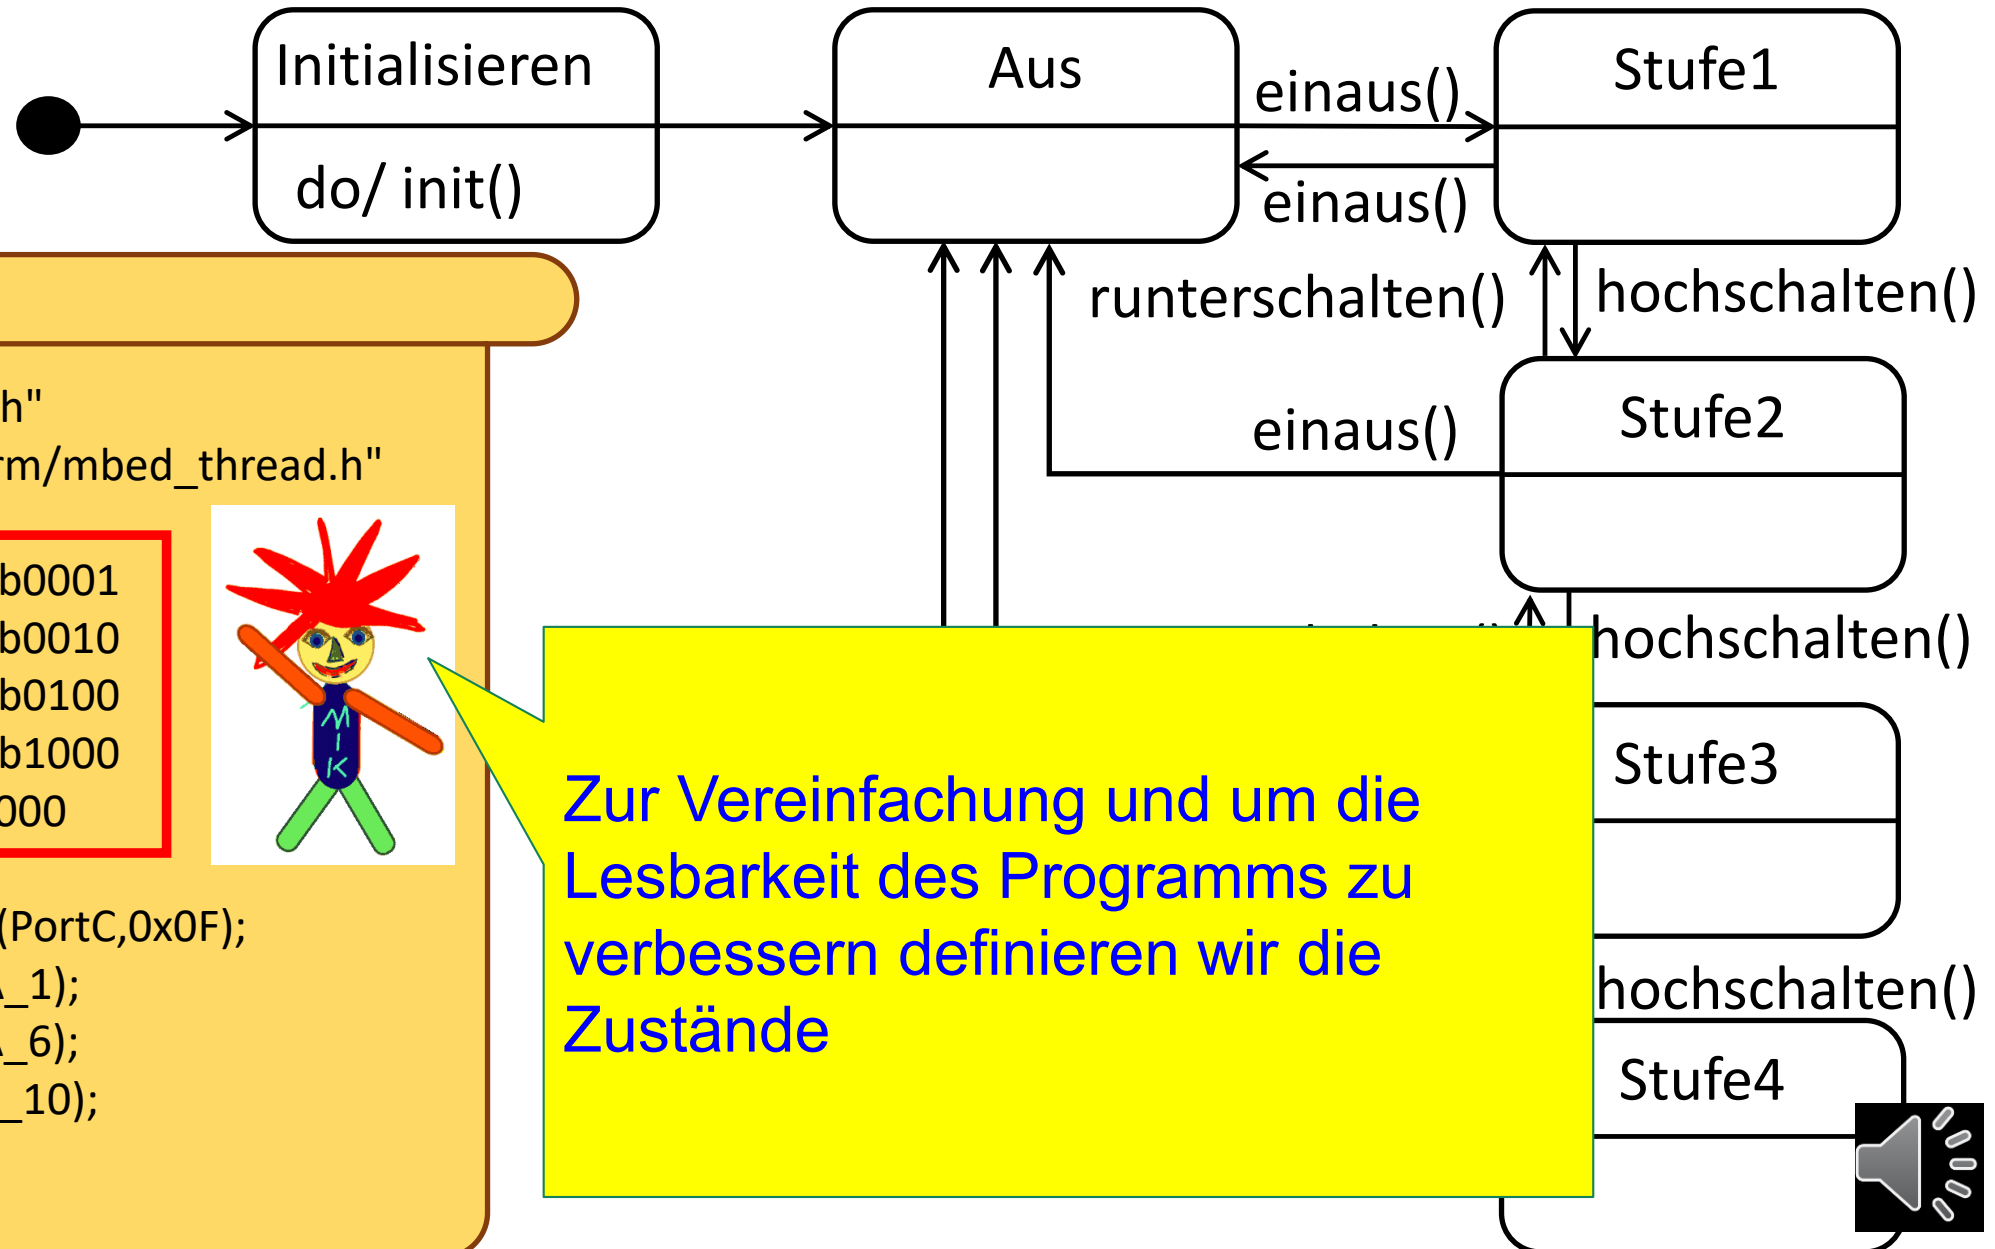 Initialisieren
do/ init()
Aus
einaus()
einaus()
Stufe1
runterschalten()
hochschalten()
einaus()
Stufe2
hochschalten()
Stufe3
hochschalten()
Stufe4
h"
rm/mbed_thread.h"
b0001
b0010
b0100
b1000
000
(PortC,0x0F);
_1);
_6);
_10);
MIK
Zur Vereinfachung und um die
Lesbarkeit des Programms zu
verbessern definieren wir die
Zustände